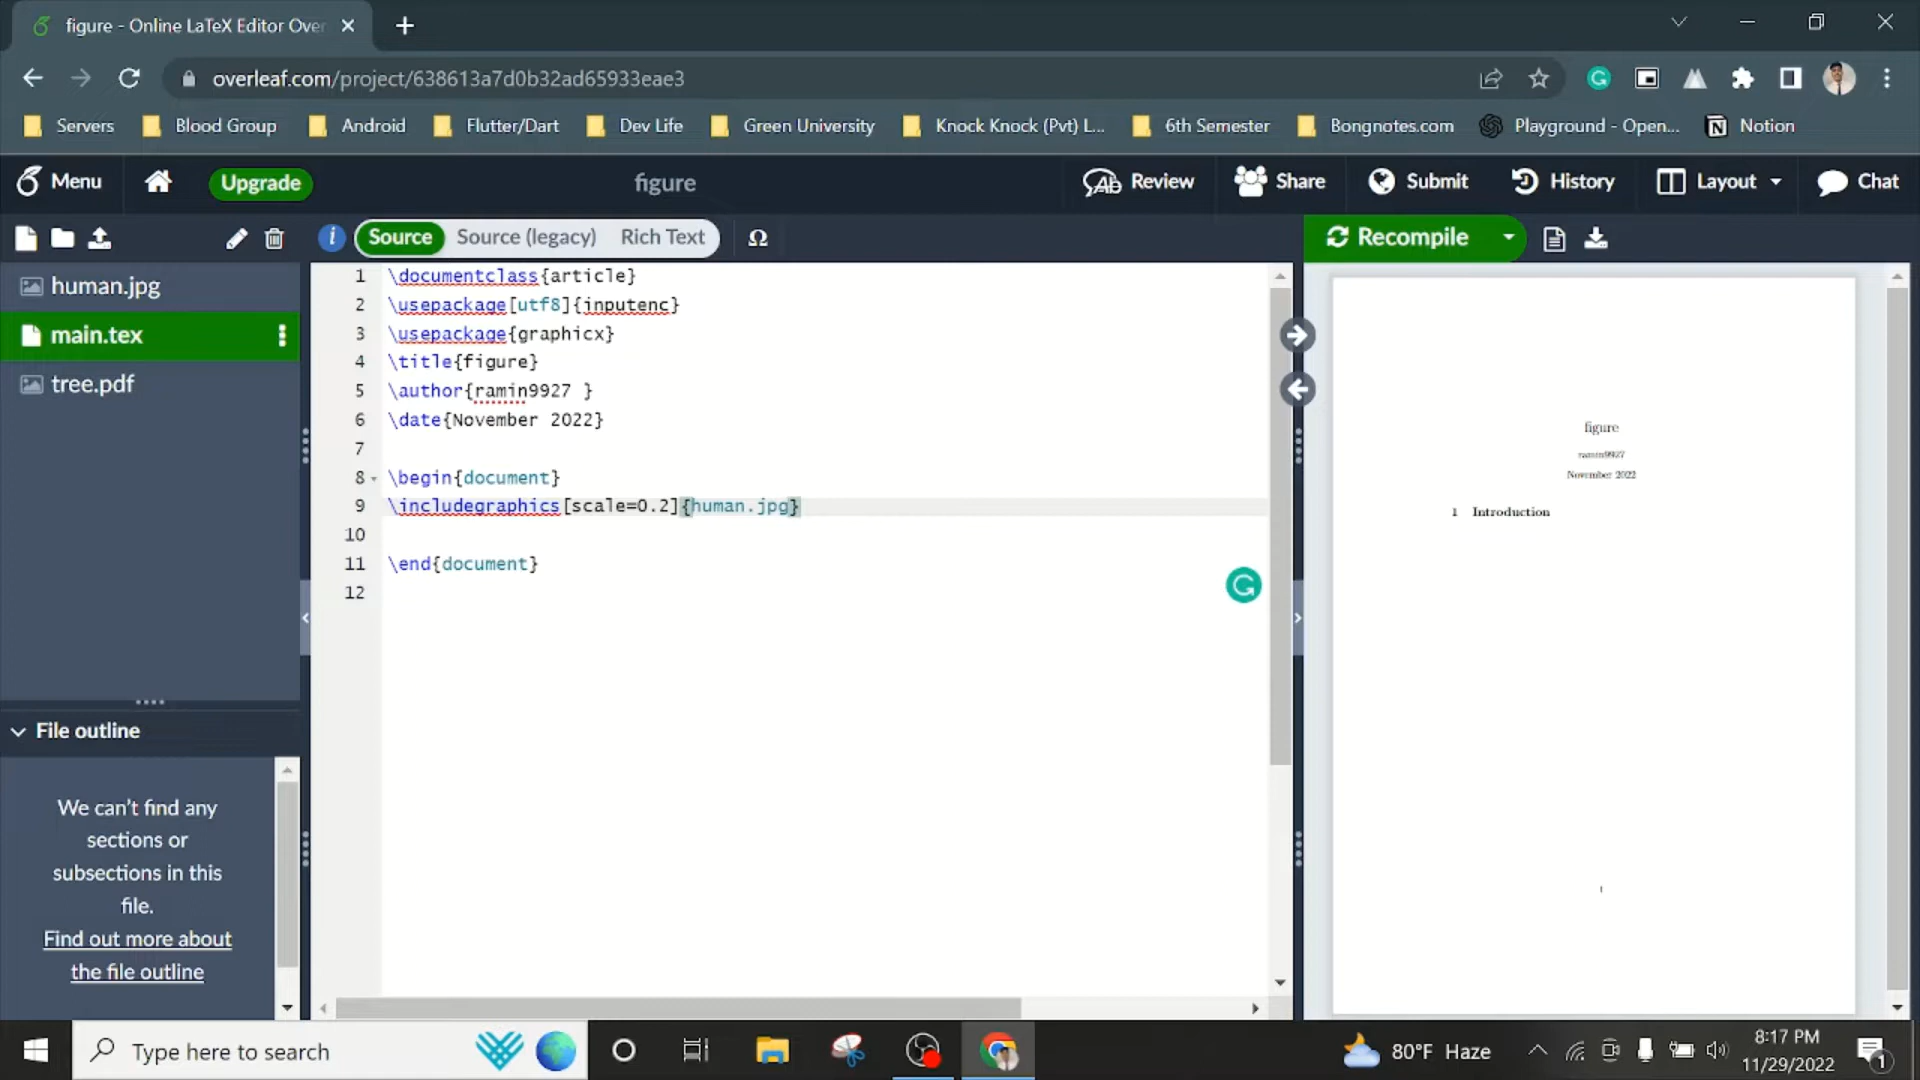 figure - Online LaTeX Editor Over
overleaf.com/project/638613a7d0b32ad65933eae3
Servers Blood Group Android Flutter/Dart Dev Life Green University Knock Knock (Pvt) L... 6th Semester Bongnotes.com Playground - Open... Notion
Menu Upgrade figure Review Share Submit History Layout Chat
Source Source (legacy) Rich Text Ω Recompile
human.jpg
main.tex
tree.pdf
1 \documentclass{article}
2 \usepackage[utf8]{inputenc}
3 \usepackage{graphicx}
4 \title{figure}
5 \author{ramin9927 }
6 \date{November 2022}
7
8 \begin{document}
9 \includegraphics[scale=0.2]{human.jpg}
10
11 \end{document}
12
figure
ramin9927
November 2022
1 Introduction
1
File outline
We can't find any
sections or
subsections in this
file.
Find out more about
the file outline
Type here to search
80°F Haze
8:17 PM
11/29/2022
1